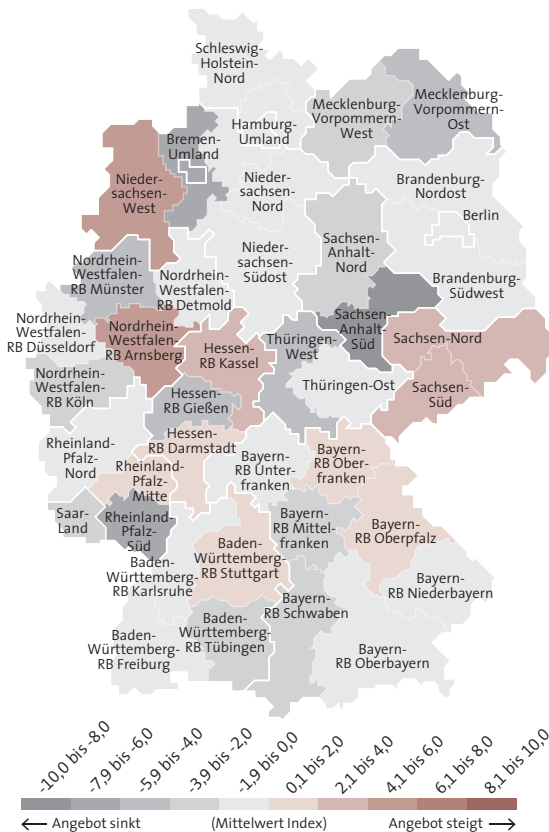 Schleswig-
Holstein-
Nord
Mecklenburg-
Vorpommern-
West
Mecklenburg-
Vorpommern-
Ost
Hamburg-
Umland
Bremen-
Umland
Nieder-
sachsen-
West
Nieder-
sachsen-
Nord
Brandenburg-
Nordost
Berlin
Nieder-
sachsen-
Südost
Sachsen-
Anhalt-
Nord
Nordrhein-
Westfalen-
RB Münster
Nordrhein-
Westfalen-
RB Detmold
Brandenburg-
Südwest
Nordrhein-
Westfalen-
RB Düsseldorf
Nordrhein-
Westfalen-
RB Arnsberg
Sachsen-
Anhalt-
Süd
Sachsen-Nord
Hessen-
RB Kassel
Thüringen-
West
Nordrhein-
Westfalen-
RB Köln
Thüringen-Ost
Sachsen-
Süd
Hessen-
RB Gießen
Hessen-
RB Darmstadt
Rheinland-
Pfalz-
Nord
Rheinland-
Pfalz-
Mitte
Bayern-
RB Unter-
franken
Bayern-
RB Ober-
franken
Saar-
Land
Rheinland-
Pfalz-
Süd
Bayern-
RB Mittel-
franken
Bayern-
RB Oberpfalz
Baden-
Württemberg-
RB Karlsruhe
Baden-
Württemberg-
RB Stuttgart
Bayern-
RB Niederbayern
Bayern-
RB Schwaben
Baden-
Württemberg-
RB Tübingen
Baden-
Württemberg-
RB Freiburg
Bayern-
RB Oberbayern
-10,0 bis -8,0
-7,9 bis -6,0
-5,9 bis -4,0
-3,9 bis -2,0
-1,9 bis 0,0
0,1 bis 2,0
2,1 bis 4,0
4,1 bis 6,0
6,1 bis 8,0
8,1 bis 10,0
← Angebot sinkt (Mittelwert Index) Angebot steigt →